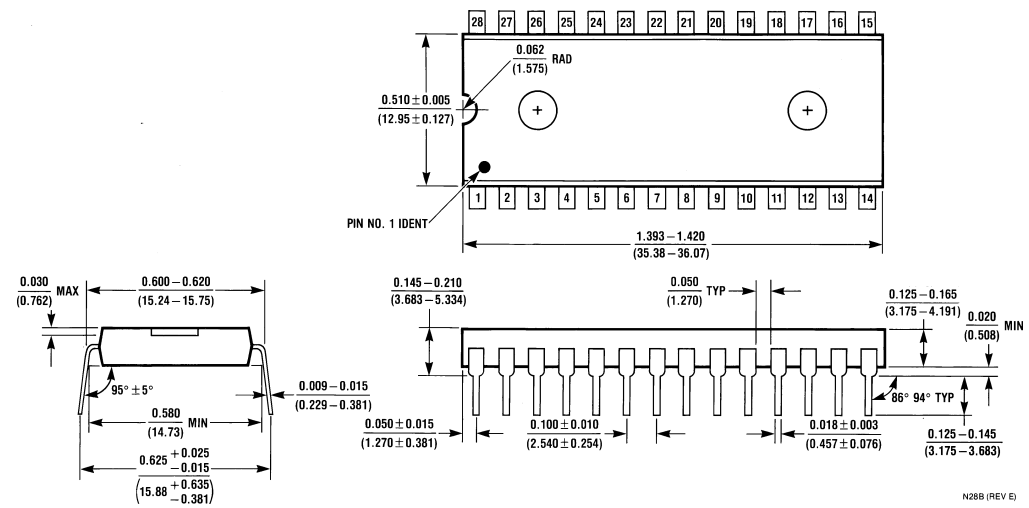 28 27 26 25 24 23 22 21 20 19 18 17 16 15
0.062
(1.575)
RAD
0.510 ± 0.005
(12.95 ± 0.127)
PIN NO. 1 IDENT
1 2 3 4 5 6 7 8 9 10 11 12 13 14
1.393 – 1.420
(35.38 – 36.07)
0.030
(0.762)
MAX
0.600 – 0.620
(15.24 – 15.75)
95° ± 5°
0.580
(14.73)
MIN
0.009 – 0.015
(0.229 – 0.381)
0.625 + 0.025
– 0.015
(15.88 + 0.635
– 0.381)
0.145 – 0.210
(3.683 – 5.334)
0.050
(1.270)
TYP
0.125 – 0.165
(3.175 – 4.191)
0.020
(0.508)
MIN
86° 94° TYP
0.050 ± 0.015
(1.270 ± 0.381)
0.100 ± 0.010
(2.540 ± 0.254)
0.018 ± 0.003
(0.457 ± 0.076)
0.125 – 0.145
(3.175 – 3.683)
N28B (REV E)